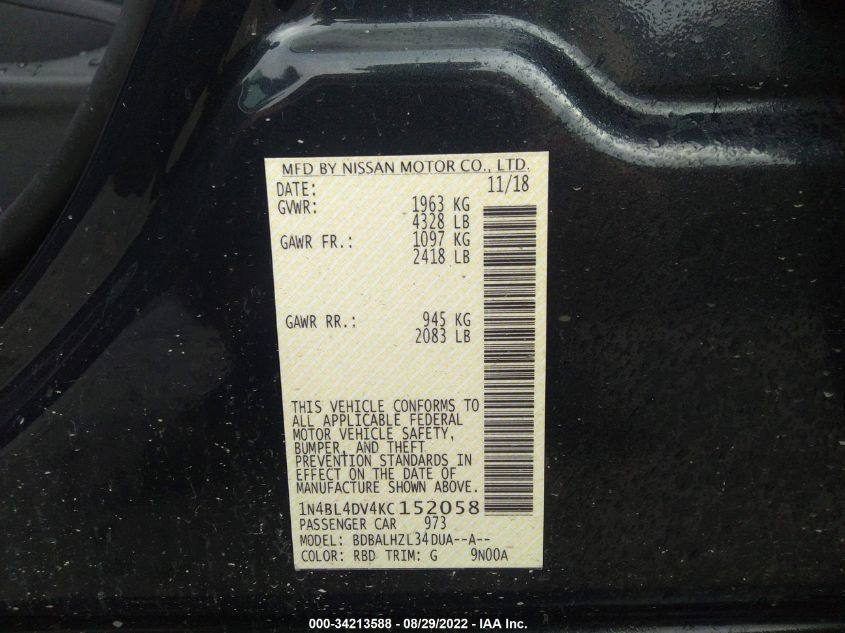 MFD BY NISSAN MOTOR CO., LTD.
DATE: 11/18
GVWR: 1963 KG
4328 LB
GAWR FR.: 1097 KG
2418 LB
GAWR RR.: 945 KG
2083 LB
THIS VEHICLE CONFORMS TO
ALL APPLICABLE FEDERAL
MOTOR VEHICLE SAFETY,
BUMPER, AND THEFT
PREVENTION STANDARDS IN
EFFECT ON THE DATE OF
MANUFACTURE SHOWN ABOVE.
1N4BL4DV4KC152058
PASSENGER CAR 973
MODEL: BDBALHZL34DUA--A--
COLOR: RBD TRIM: G 9N00A
000-34213588 - 08/29/2022 - IAA Inc.